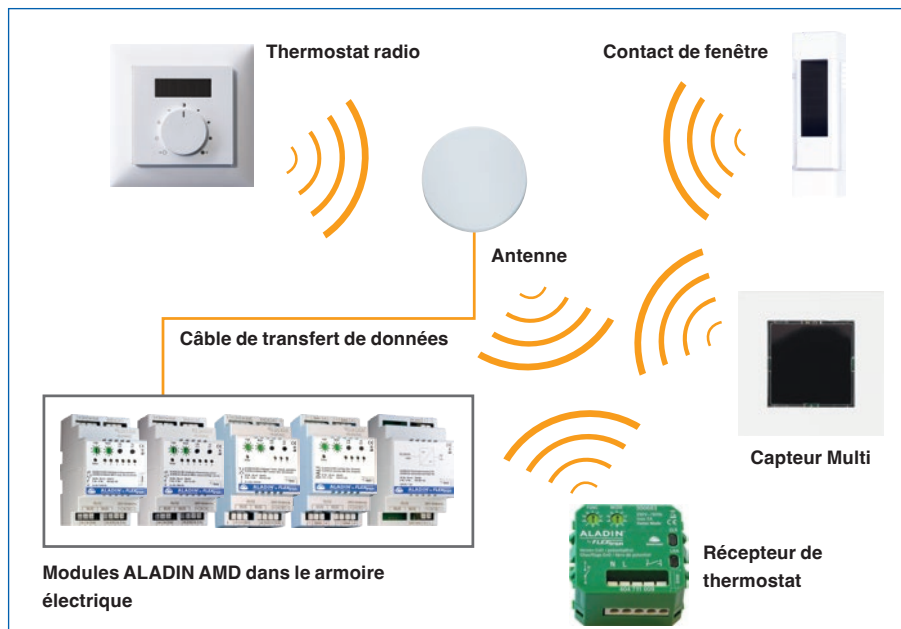 Thermostat radio
Contact de fenêtre
Antenne
Câble de transfert de données
Capteur Multi
ALADIN
Modules ALADIN AMD dans le armoire
électrique
Récepteur de
thermostat